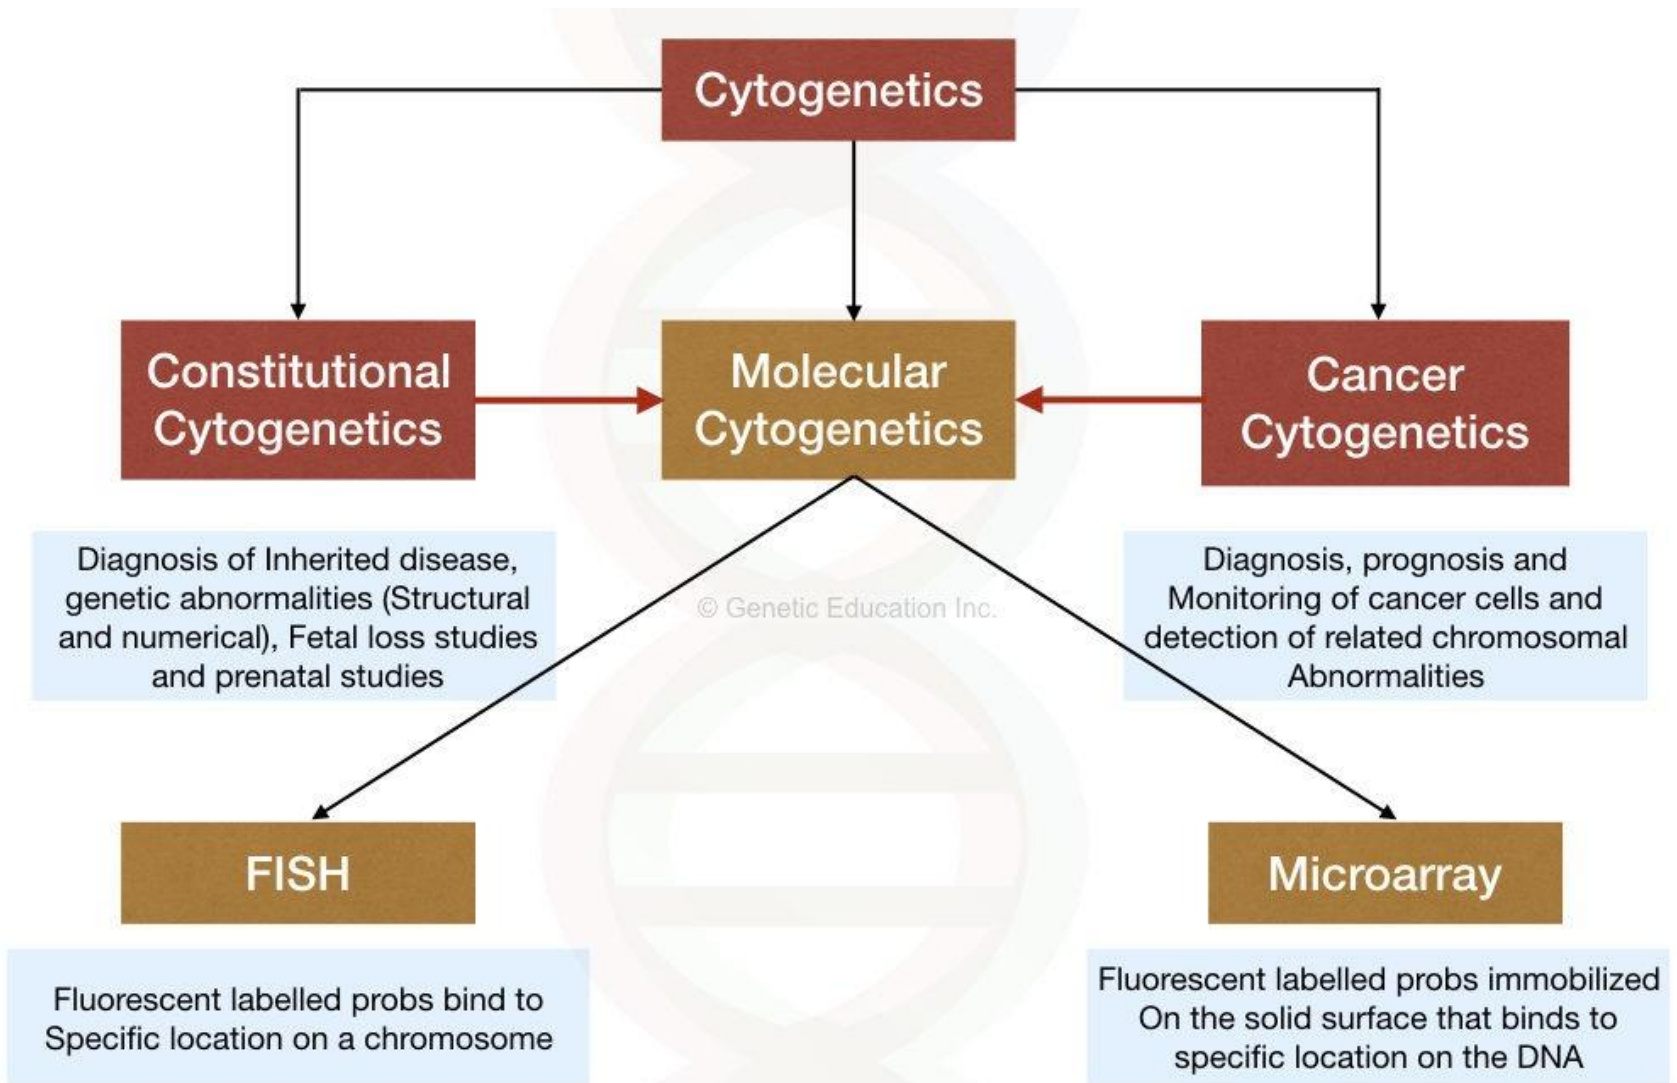 Cytogenetics
Constitutional
Cytogenetics
Molecular
Cytogenetics
Cancer
Cytogenetics
Diagnosis of Inherited disease,
genetic abnormalities (Structural
and numerical), Fetal loss studies
and prenatal studies
© Genetic Education Inc.
Diagnosis, prognosis and
Monitoring of cancer cells and
detection of related chromosomal
Abnormalities
FISH
Microarray
Fluorescent labelled probs bind to
Specific location on a chromosome
Fluorescent labelled probs immobilized
On the solid surface that binds to
specific location on the DNA